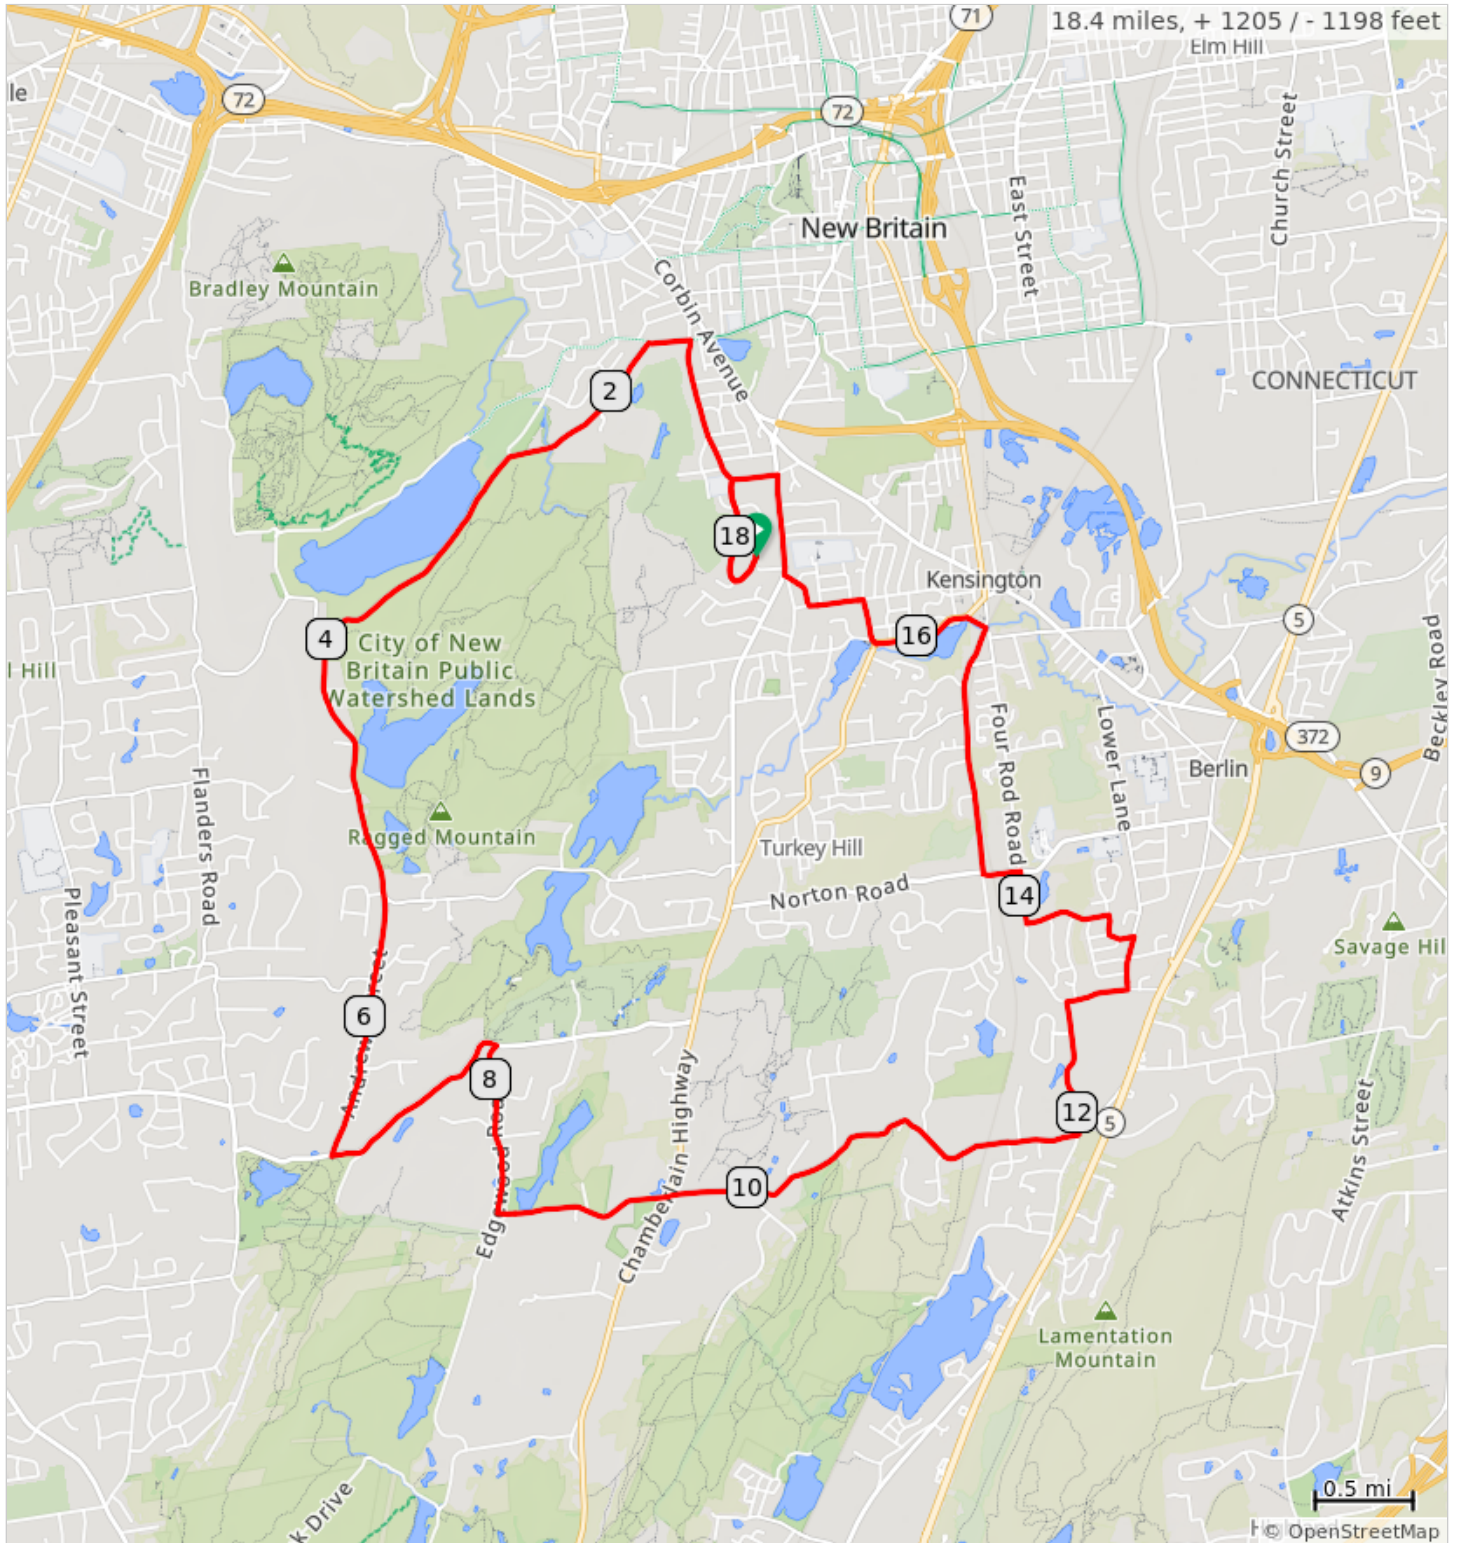 18.4 miles, + 1205 / - 1198 feet
71
Elm Hill
le
72
72
Church Street
East Street
New Britain
Bradley Mountain
Corbin Avenue
CONNECTICUT
2
18
Kensington
5
Beckley Road
4
16
City of New
Britain Public
Watershed Lands
l Hill
Four Rod Road
Lower Lane
372
Berlin
9
Flanders Road
Ragged Mountain
Turkey Hill
Norton Road
14
Pleasant Street
Savage Hil
6
8
12
5
Chamberlain Highway
Atkins Street
10
Lamentation
Mountain
k Drive
0.5 mi
© OpenStreetMap